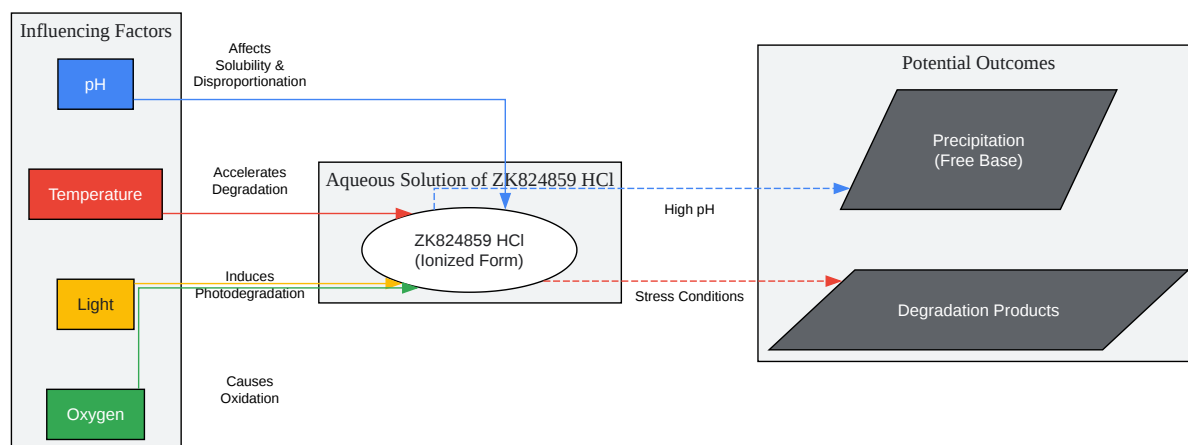 Influencing Factors
pH
Temperature
Light
Oxygen
Affects
Solubility &
Disproportionation
Accelerates
Degradation
Induces
Photodegradation
Causes
Oxidation
Aqueous Solution of ZK824859 HCl
ZK824859 HCl
(Ionized Form)
High pH
Stress Conditions
Potential Outcomes
Precipitation
(Free Base)
Degradation Products